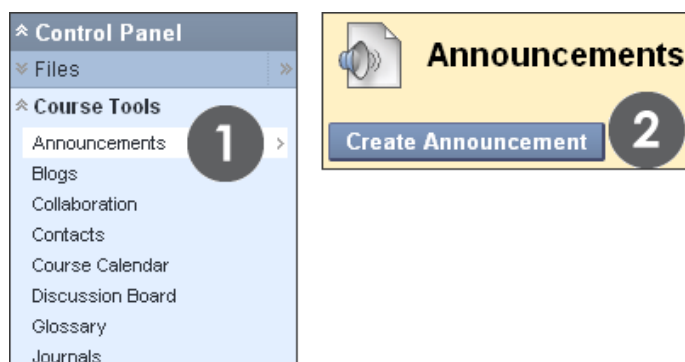 Control Panel
Files
Course Tools
Announcements
1
Blogs
Collaboration
Contacts
Course Calendar
Discussion Board
Glossary
Journals
Announcements
Create Announcement
2